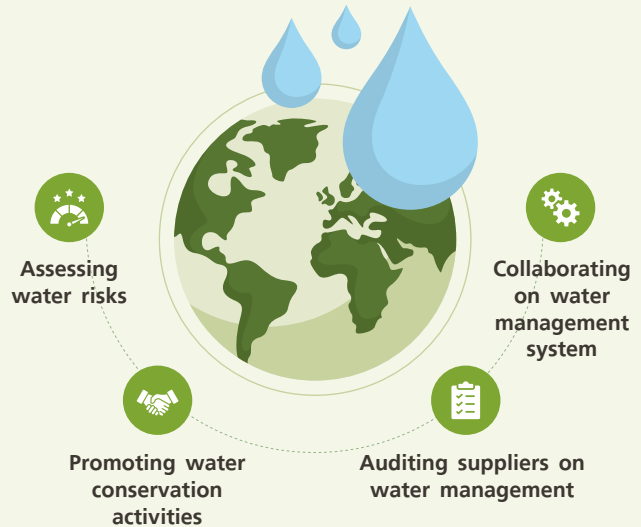 Assessing
water risks
Promoting water
conservation
activities
Auditing suppliers on
water management
Collaborating
on water
management
system